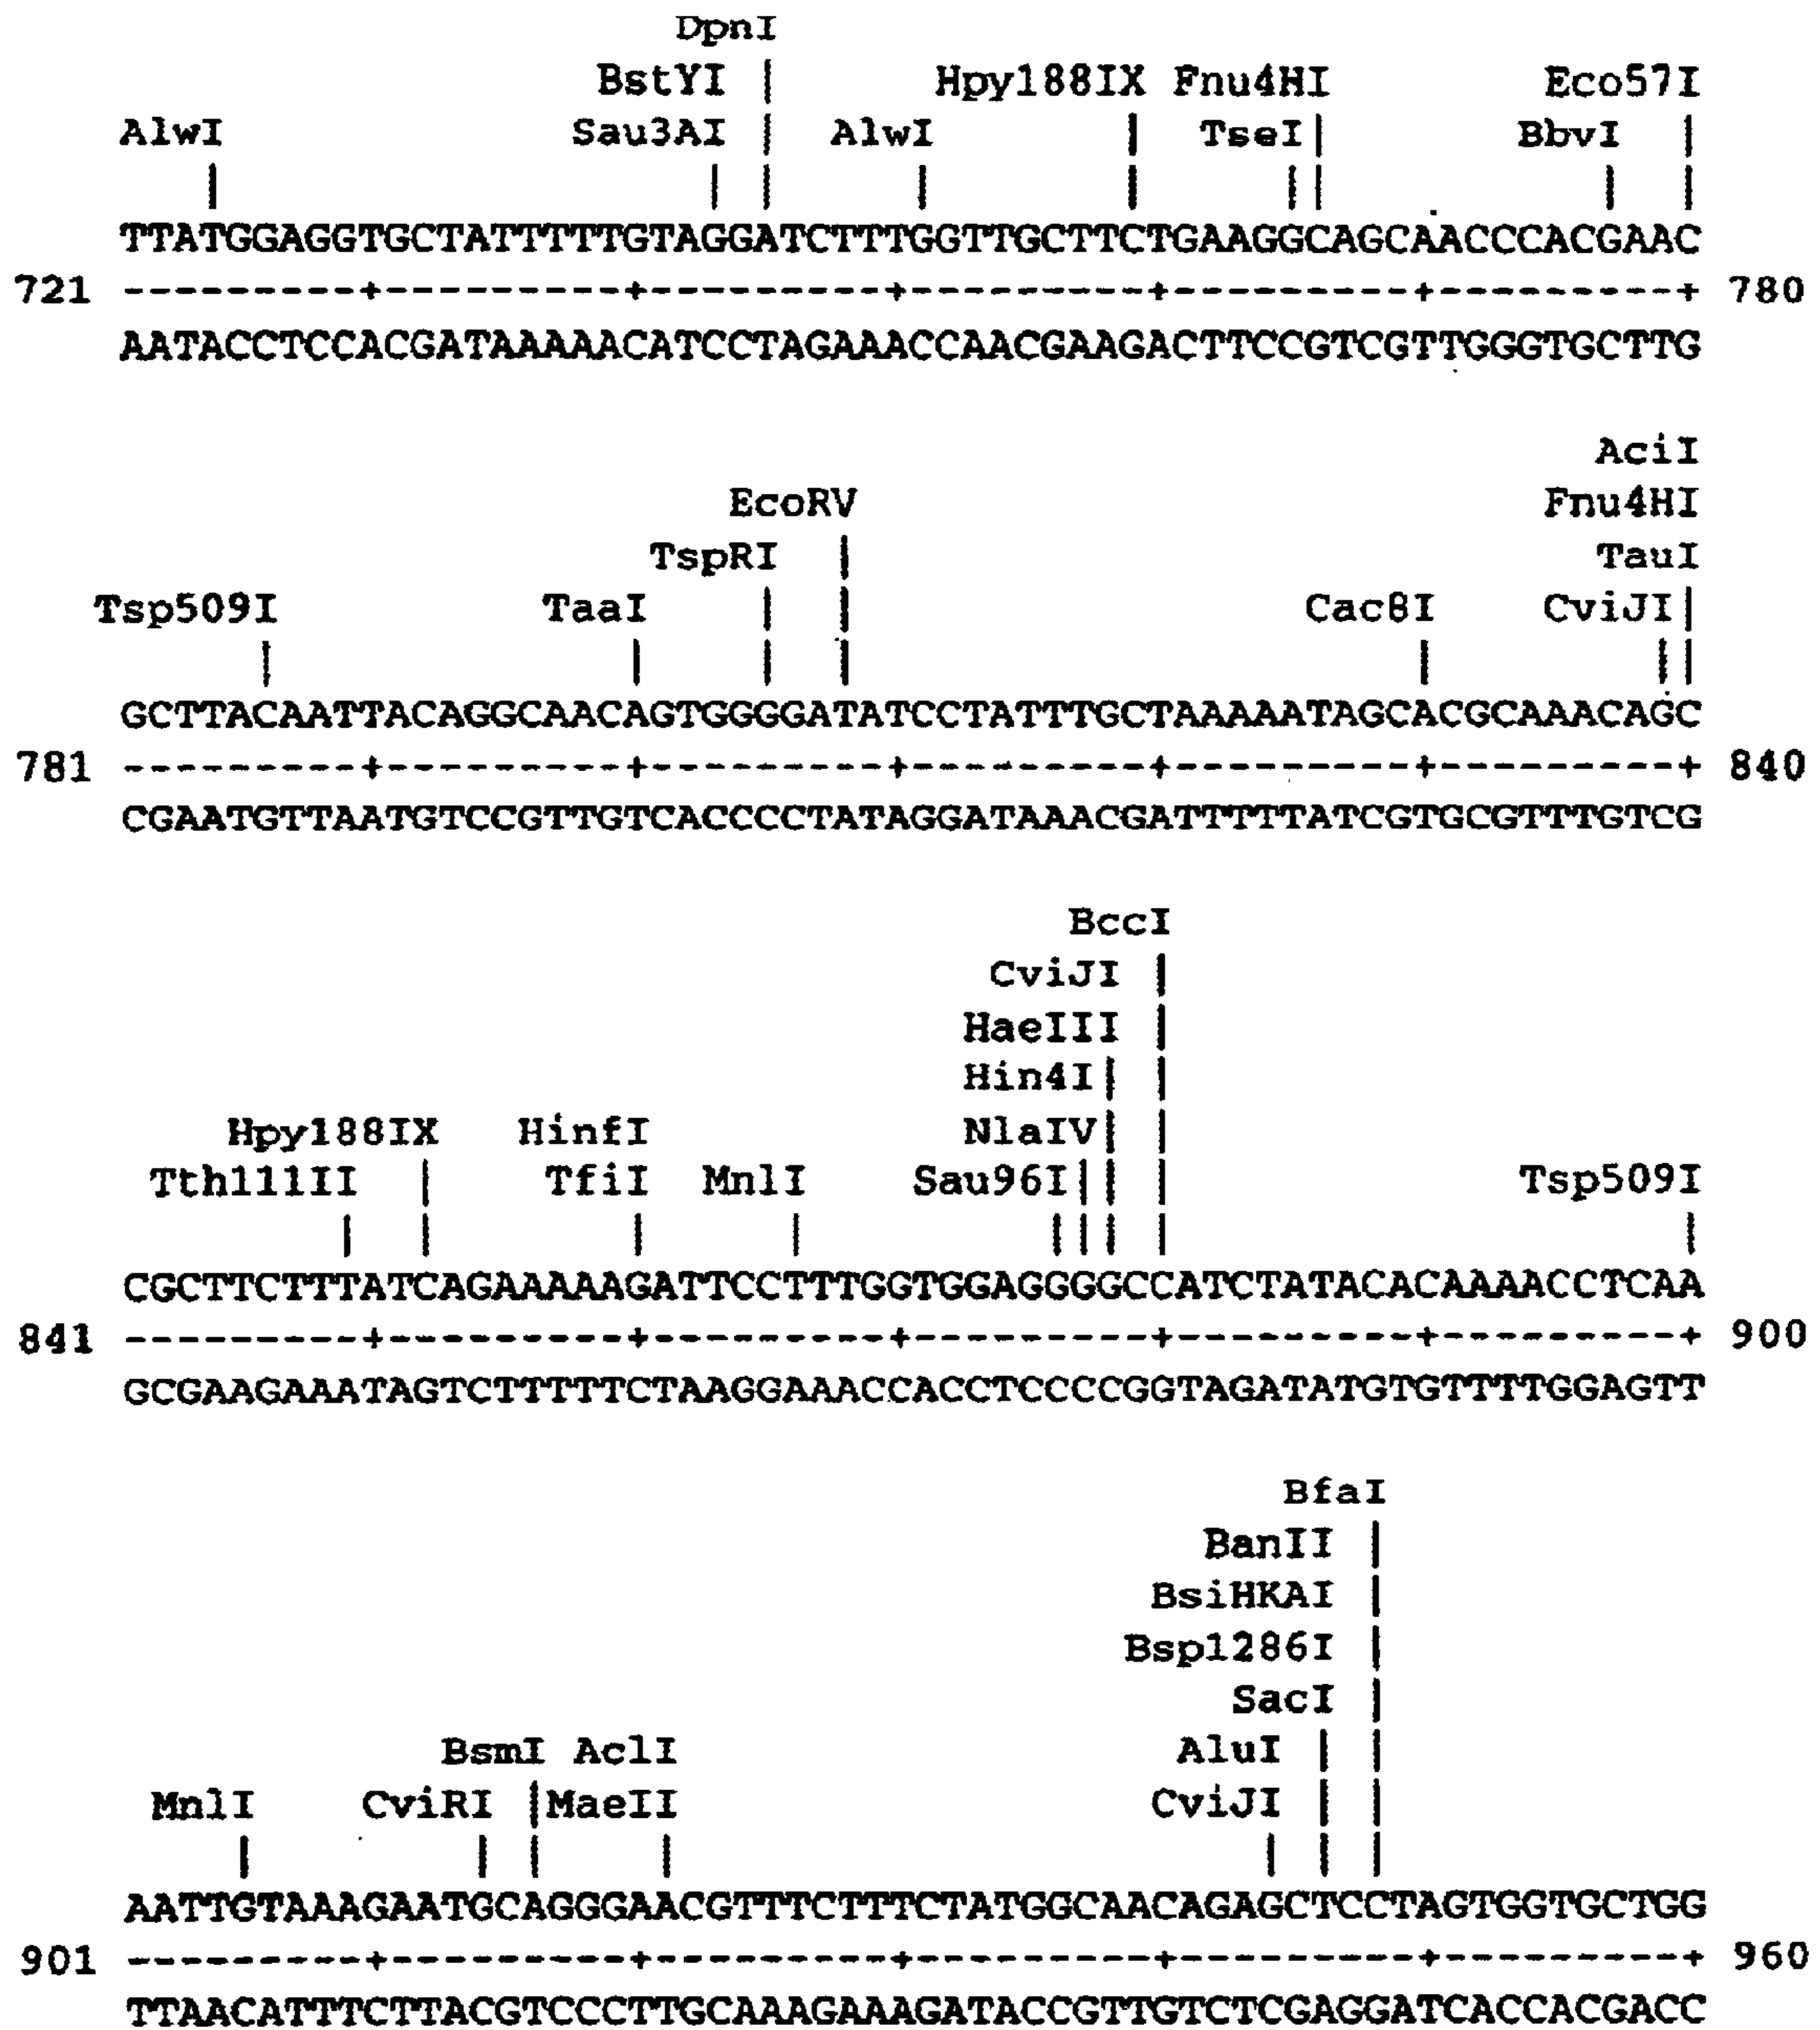 DpnI
BstYI | Hpy188IX Fnu4HI Eco57I
AlwI Sau3AI | AlwI | TseI| BbvI |
| | | | | || | |
TTATGGAGGTGCTATTTTTGTAGGATCTTTGGTTGCTTCTGAAGGCAGCAACCCACGAAC
721 ---------+---------+---------+---------+---------+---------+ 780
AATACCTCCACGATAAAAACATCCTAGAAACCAACGAAGACTTCCGTCGTTGGGTGCTTG
AciI
EcoRV Fnu4HI
TspRI | TauI
Tsp509I TaaI | | Cac8I CviJI|
| | | | | ||
GCTTACAATTACAGGCAACAGTGGGGATATCCTATTTGCTAAAAATAGCACGCAAACAGC
781 ---------+---------+---------+---------+---------+---------+ 840
CGAATGTTAATGTCCGTTGTCACCCCTATAGGATAAACGATTTTTATCGTGCGTTTGTCG
BccI
CviJI |
HaeIII |
Hin4I| |
Hpy188IX HinfI NlaIV| |
Tth111II | TfiI MnlI Sau96I|| | Tsp509I
| | | | ||| | |
CGCTTCTTTATCAGAAAAAGATTCCTTTGGTGGAGGGGCCATCTATACACAAAACCTCAA
841 ---------+---------+---------+---------+---------+---------+ 900
GCGAAGAAATAGTCTTTTTCTAAGGAAACCACCTCCCCGGTAGATATGTGTTTTGGAGTT
BfaI
BanII |
BsiHKAI |
Bsp1286I |
SacI |
BsmI AclI AluI | |
MnlI CviRI |MaeII CviJI | |
| | | | | | |
AATTGTAAAGAATGCAGGGAACGTTTCTTTCTATGGCAACAGAGCTCCTAGTGGTGCTGG
901 ---------+---------+---------+---------+---------+---------+ 960
TTAACATTTCTTACGTCCCTTGCAAAGAAAGATACCGTTGTCTCGAGGATCACCACGACC